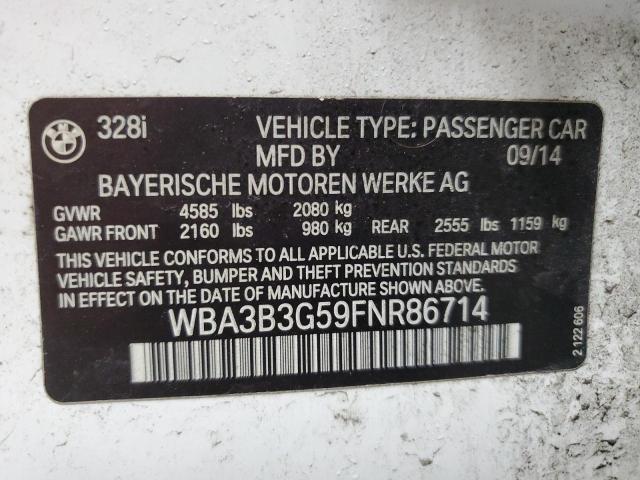 328i VEHICLE TYPE: PASSENGER CAR
MFD BY 09/14
BAYERISCHE MOTOREN WERKE AG
GVWR 4585 lbs 2080 kg
GAWR FRONT 2160 lbs 980 kg REAR 2555 lbs 1159 kg
THIS VEHICLE CONFORMS TO ALL APPLICABLE U.S. FEDERAL MOTOR
VEHICLE SAFETY, BUMPER AND THEFT PREVENTION STANDARDS
IN EFFECT ON THE DATE OF MANUFACTURE SHOWN ABOVE.
WBA3B3G59FNR86714
2 122 606